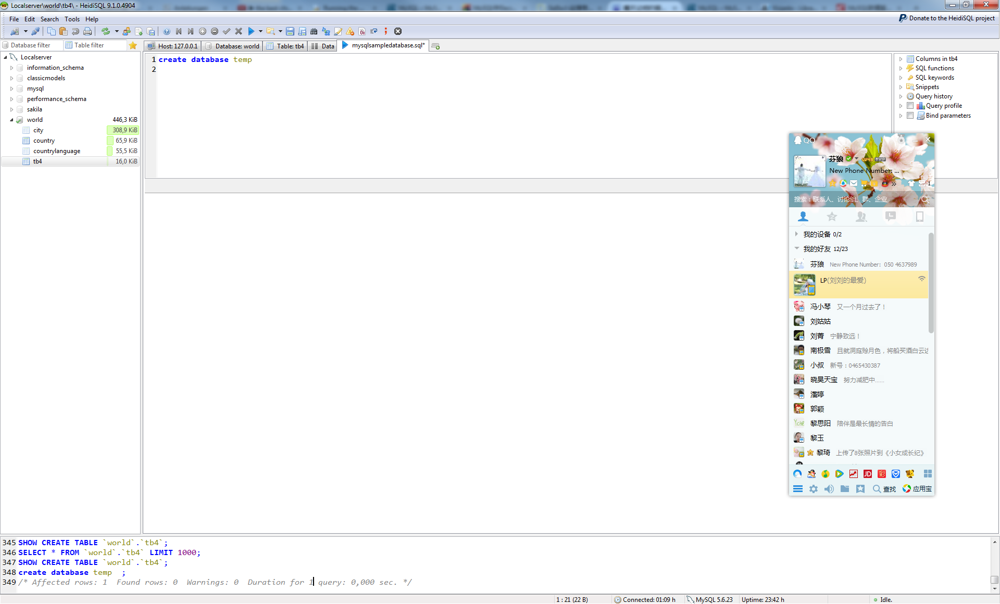 Localserver\world\tb4\ - HeidiSQL 9.1.0.4904
File Edit Search Tools Help
Donate to the HeidiSQL project
Database filter
Table filter
Host: 127.0.0.1
Database: world
Table: tb4
Data
mysqlsampledatabase.sql*
Localserver
information_schema
classicmodels
mysql
performance_schema
sakila
world 446,3 KiB
city 308,9 KiB
country 65,9 KiB
countrylanguage 55,5 KiB
tb4 16,0 KiB
1 create database temp
2
Columns in tb4
SQL functions
SQL keywords
Snippets
Query history
Query profile
Bind parameters
QQ
芬狼 LV49 VIP
New Phone Number: ...
1
搜索：联系人、讨论组、群、企业
我的设备 0/2
我的好友 12/23
芬狼 New Phone Number: 050 4637989
LP(刘刘的最爱)
冯小琴 又一个月过去了！
刘姑姑
刘菁 宁静致远！
南极雪 且就洞庭赊月色，将船买酒白云边
小叔 新号：0465430387
晓昊天宝 努力减肥中......
潘婷
郭颖
黎思阳 陪伴是最长情的告白
黎玉
黎琦 上传了8张照片到《小女成长纪》
JD 彩
查找 应用宝
345 SHOW CREATE TABLE `world`.`tb4`;
346 SELECT * FROM `world`.`tb4` LIMIT 1000;
347 SHOW CREATE TABLE `world`.`tb4`;
348 create database temp ;
349 /* Affected rows: 1 Found rows: 0 Warnings: 0 Duration for 1 query: 0,000 sec. */
1 : 21 (22 B)
Connected: 01:09 h
MySQL 5.6.23
Uptime: 23:42 h
Idle.